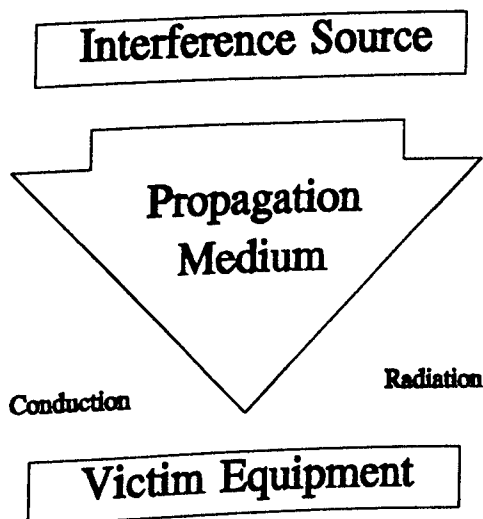 Interference Source
Propagation
Medium
Conduction
Radiation
Victim Equipment